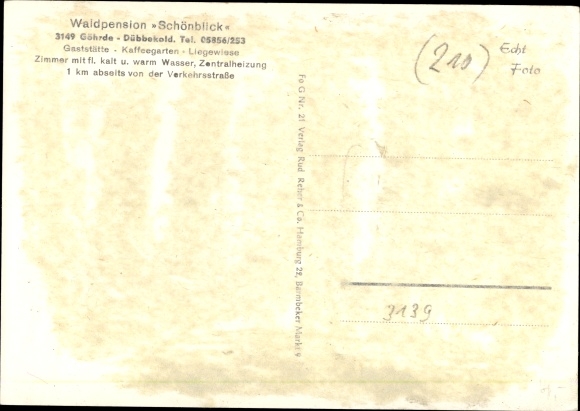 Waldpension »Schönblick«
3149 Göhrde - Dübbekold. Tel. 05856/253
Gaststätte - Kaffeegarten - Liegewiese
Zimmer mit fl. kalt u. warm Wasser, Zentralheizung
1 km abseits von der Verkehrsstraße
(210)
Echt
Foto
Fo G Nr. 21 Verlag Rud. Reher & Co. Hamburg 29, Barmbeker Markt 9
3139